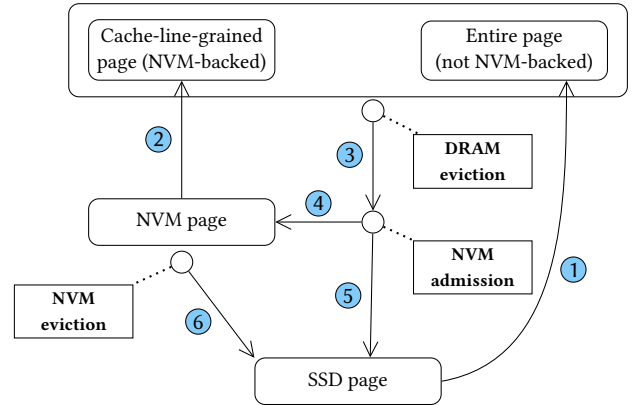 Cache-line-grained
page (NVM-backed)
Entire page
(not NVM-backed)
2
3
DRAM
eviction
4
NVM page
NVM
admission
1
5
NVM
eviction
6
SSD page